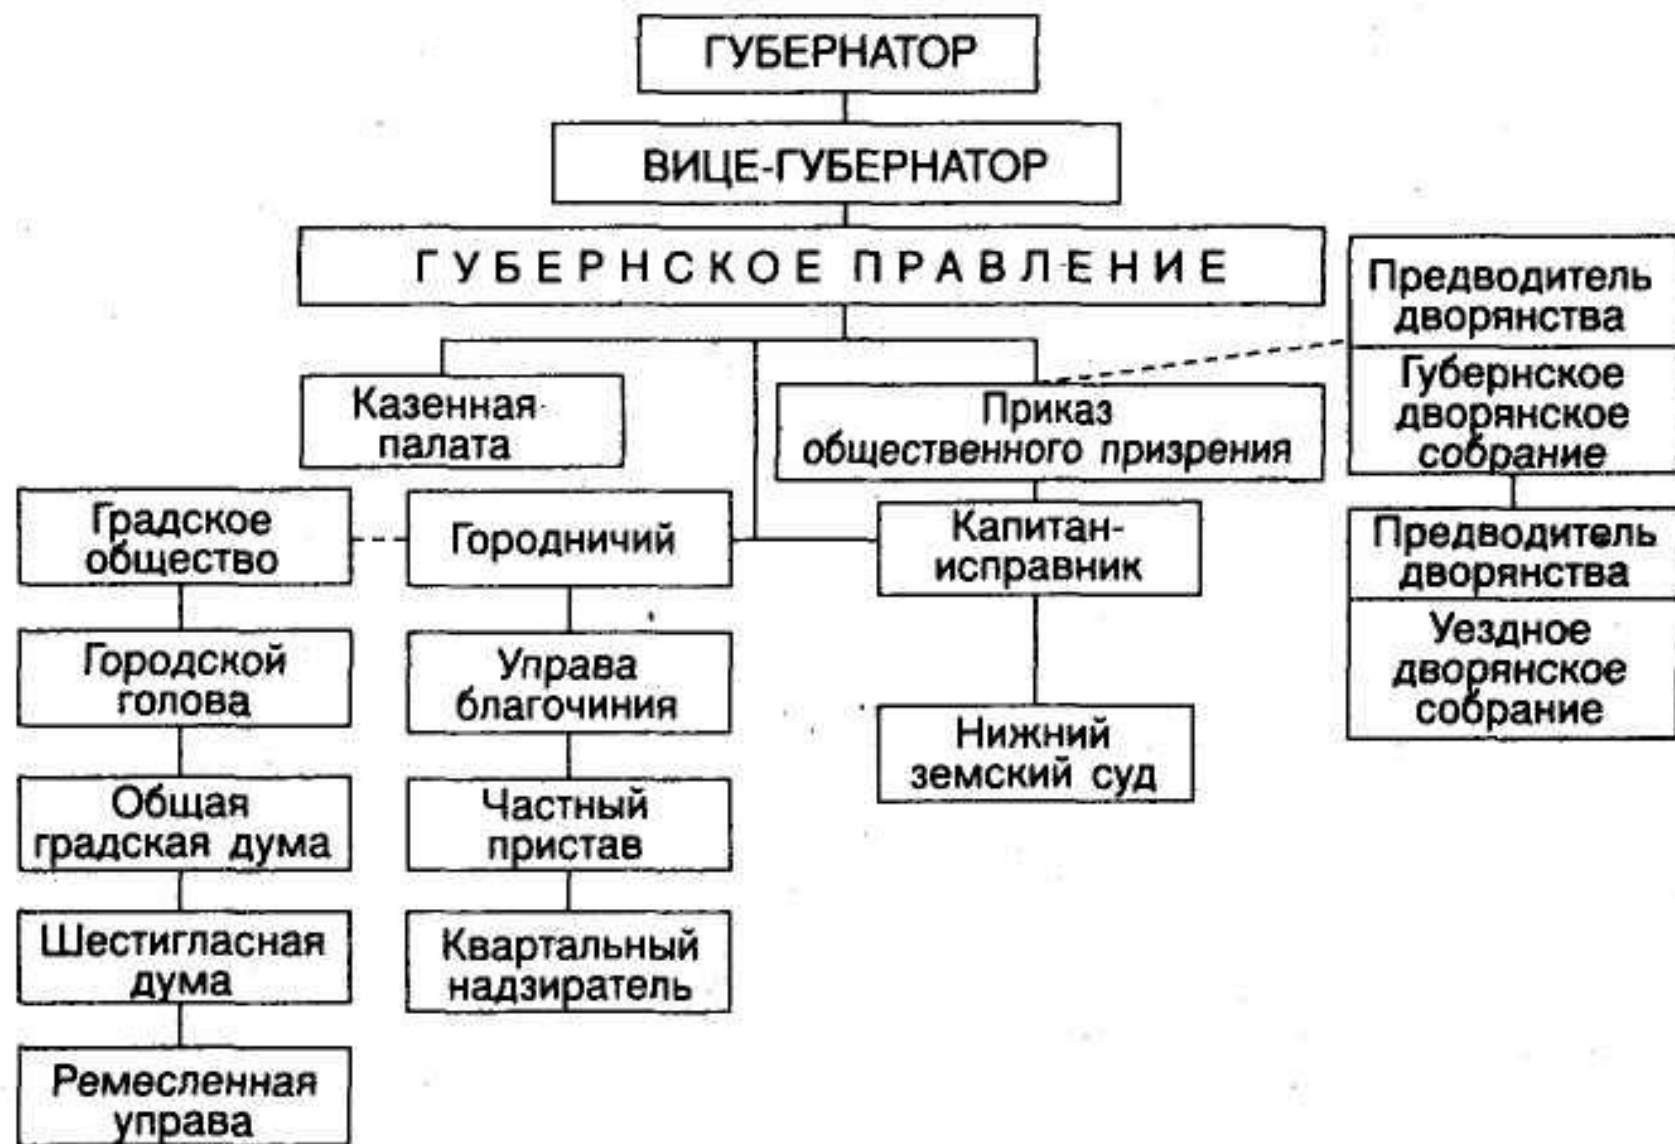 ГУБЕРНАТОР
ВИЦЕ-ГУБЕРНАТОР
ГУБЕРНСКОЕ ПРАВЛЕНИЕ
Предводитель
дворянства
Губернское
дворянское
собрание
Казенная
палата
Приказ
общественного призрения
Градское
общество
Городничий
Капитан-
исправник
Предводитель
дворянства
Уездное
дворянское
собрание
Городской
голова
Управа
благочиния
Нижний
земский суд
Общая
градская дума
Частный
пристав
Шестигласная
дума
Квартальный
надзиратель
Ремесленная
управа